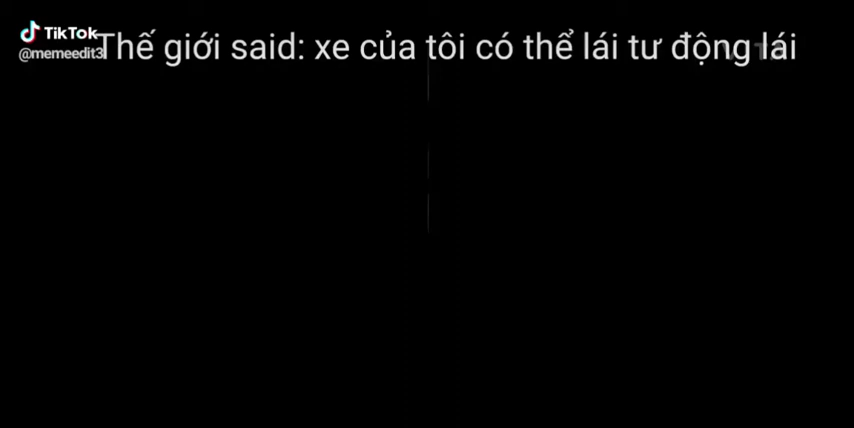 TikTok
@memeedit3
Thế giới said: xe của tôi có thể lái tư động lái